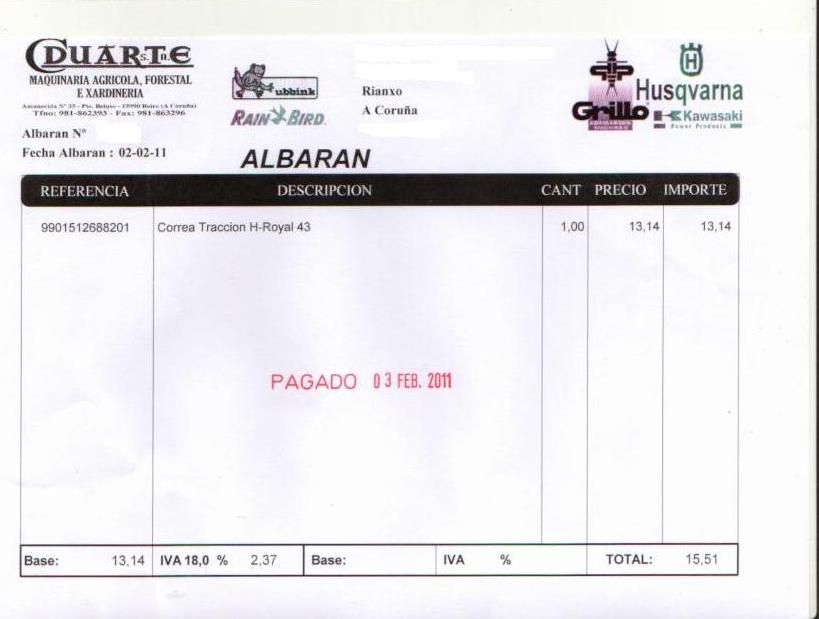 DUARTE S.L.
MAQUINARIA AGRICOLA, FORESTAL
E XARDINERIA
Tfno: 981-862393 - Fax: 981-863296
Albaran Nº
Fecha Albaran : 02-02-11
ubbink
RAIN BIRD.
Rianxo
A Coruña
Grillo
Husqvarna
Kawasaki
Power Products
ALBARAN
REFERENCIA DESCRIPCION CANT PRECIO IMPORTE
9901512688201 Correa Traccion H-Royal 43 1,00 13,14 13,14
PAGADO 03 FEB. 2011
Base: 13,14 IVA 18,0 % 2,37 Base: IVA % TOTAL: 15,51